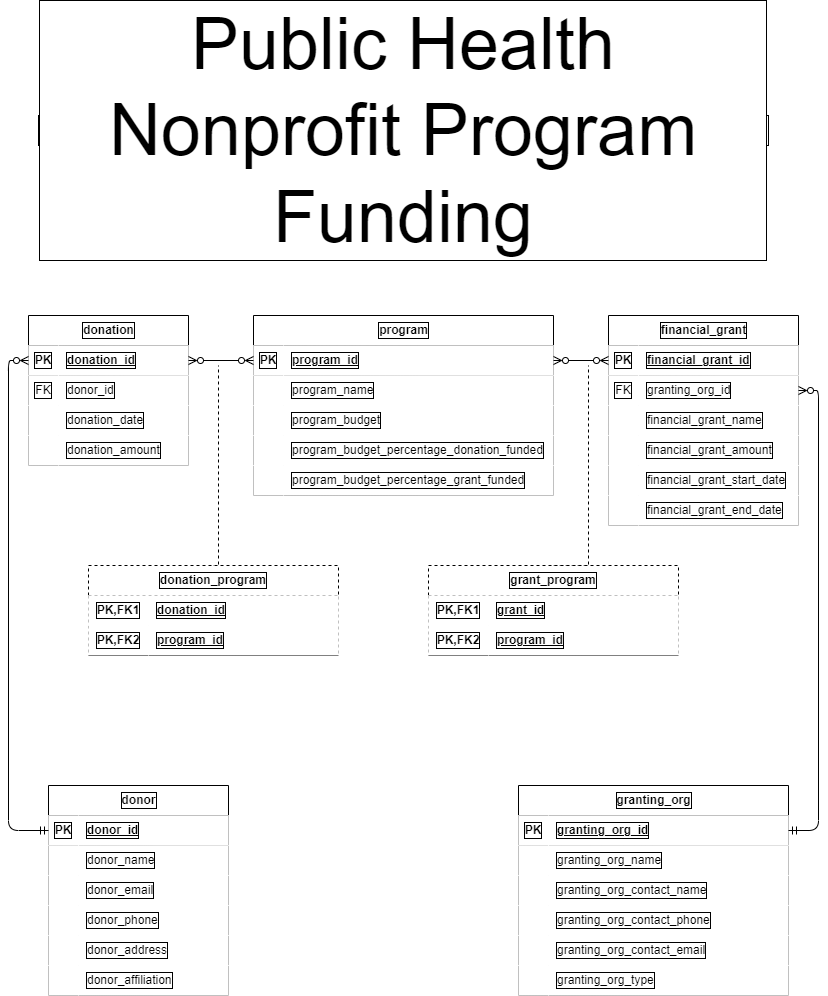 Public Health
Nonprofit Program
Funding
donation
PK donation_id
FK donor_id
donation_date
donation_amount
program
PK program_id
program_name
program_budget
program_budget_percentage_donation_funded
program_budget_percentage_grant_funded
financial_grant
PK financial_grant_id
FK granting_org_id
financial_grant_name
financial_grant_amount
financial_grant_start_date
financial_grant_end_date
donation_program
PK,FK1 donation_id
PK,FK2 program_id
grant_program
PK,FK1 grant_id
PK,FK2 program_id
donor
PK donor_id
donor_name
donor_email
donor_phone
donor_address
donor_affiliation
granting_org
PK granting_org_id
granting_org_name
granting_org_contact_name
granting_org_contact_phone
granting_org_contact_email
granting_org_type